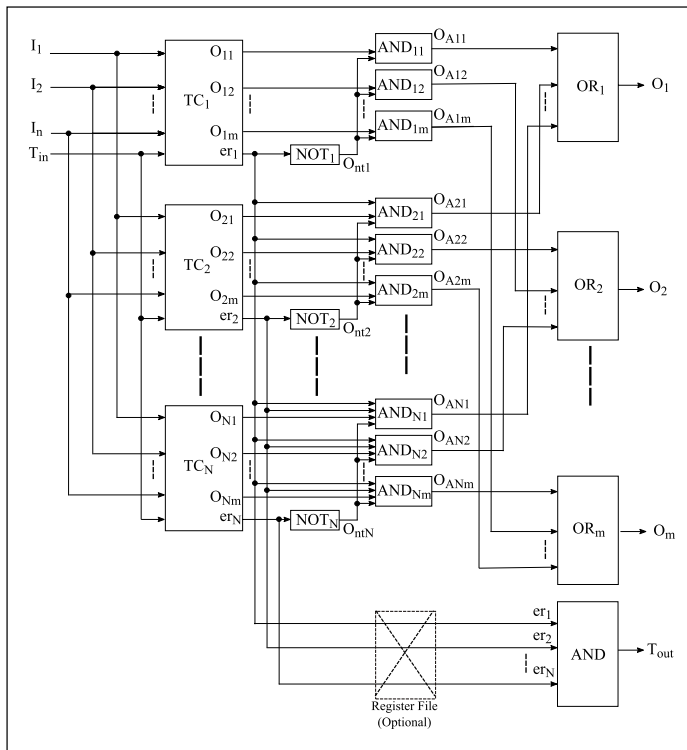 I1
I2
In
Tin
TC1
O11
O12
O1m
er1
NOT1
Ont1
AND11
AND12
AND1m
OA11
OA12
OA1m
OR1
O1
TC2
O21
O22
O2m
er2
NOT2
Ont2
AND21
AND22
AND2m
OA21
OA22
OA2m
OR2
O2
TCN
ON1
ON2
ONm
erN
NOTN
OntN
ANDN1
ANDN2
ANDNm
OAN1
OAN2
OANm
ORm
Om
er1
er2
erN
AND
Tout
Register File
(Optional)